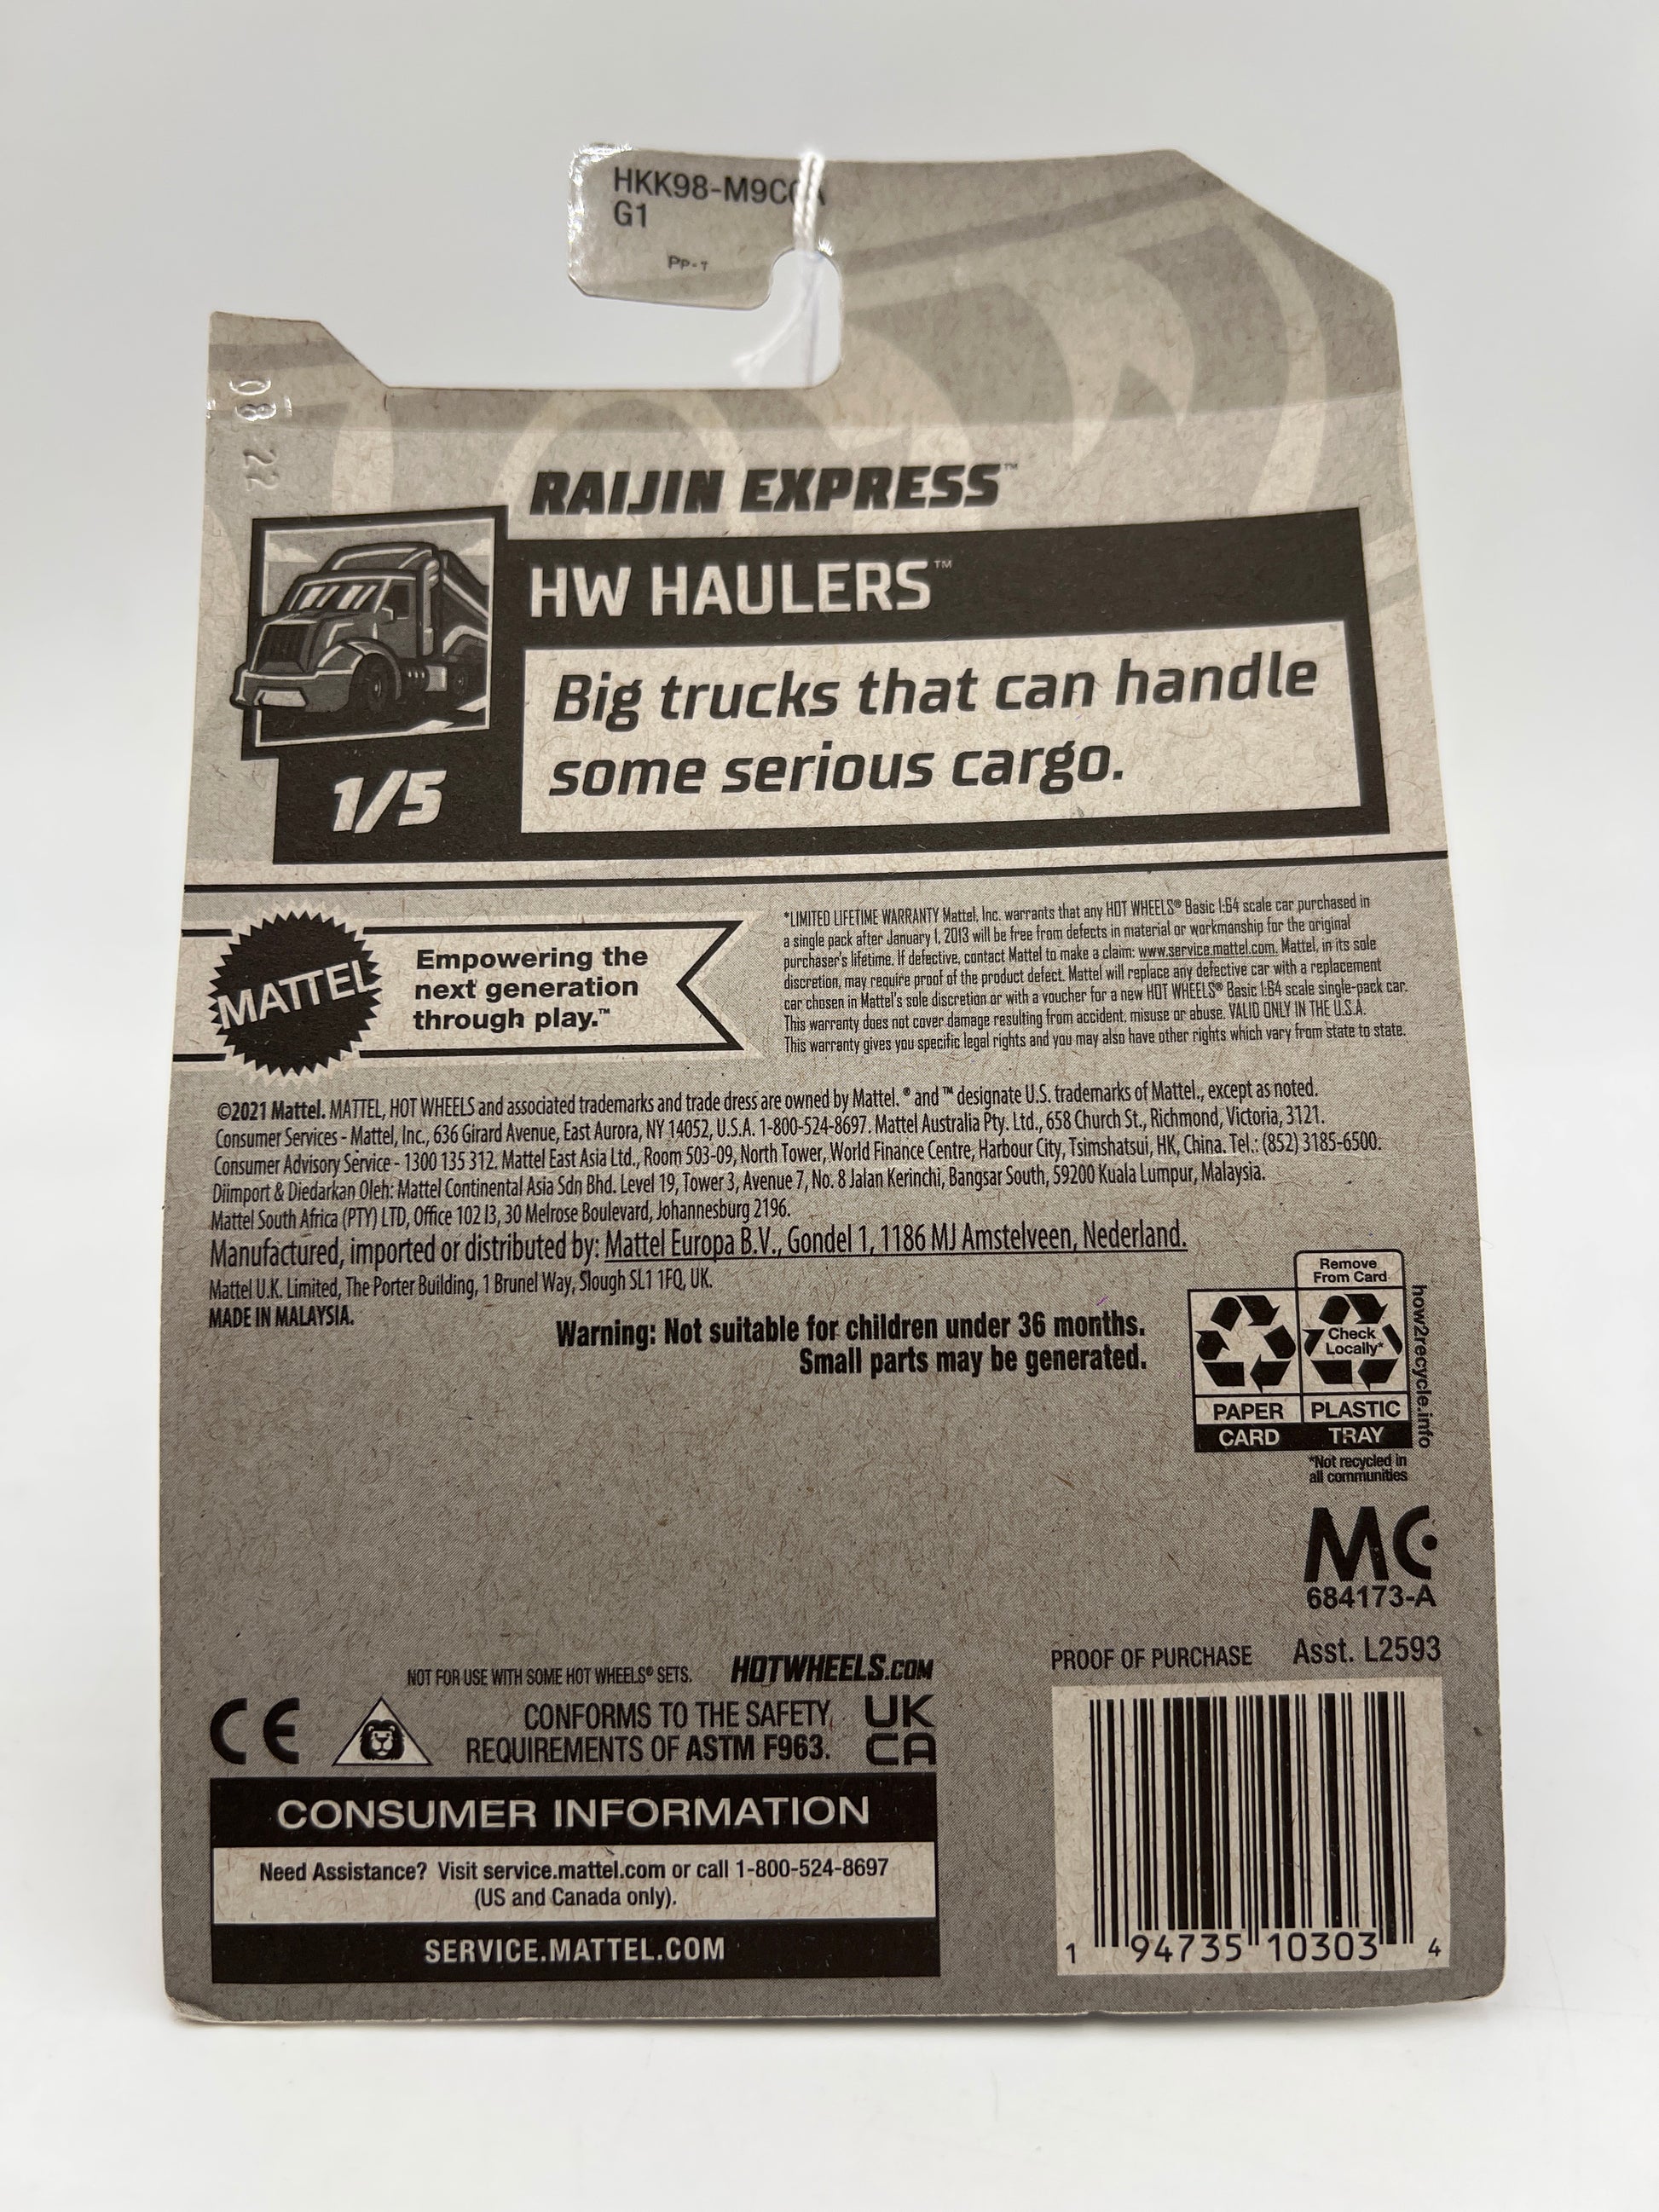 HKK98-M9C
G1
PP-7
08 22
RAIJIN EXPRESS™
HW HAULERS™
Big trucks that can handle
some serious cargo.
1/5
MATTEL
Empowering the
next generation
through play.™
*LIMITED LIFETIME WARRANTY Mattel, Inc. warrants that any HOT WHEELS® Basic 1:64 scale car purchased in
a single pack after January 1, 2013 will be free from defects in material or workmanship for the original
purchaser's lifetime. If defective, contact Mattel to make a claim: www.service.mattel.com. Mattel, in its sole
discretion, may require proof of the product defect. Mattel will replace any defective car with a replacement
car chosen in Mattel's sole discretion or with a voucher for a new HOT WHEELS® Basic 1:64 scale single-pack car.
This warranty does not cover damage resulting from accident, misuse or abuse. VALID ONLY IN THE U.S.A.
This warranty gives you specific legal rights and you may also have other rights which vary from state to state.
©2021 Mattel. MATTEL, HOT WHEELS and associated trademarks and trade dress are owned by Mattel. ® and ™ designate U.S. trademarks of Mattel., except as noted.
Consumer Services - Mattel, Inc., 636 Girard Avenue, East Aurora, NY 14052, U.S.A. 1-800-524-8697. Mattel Australia Pty. Ltd., 658 Church St., Richmond, Victoria, 3121.
Consumer Advisory Service - 1300 135 312. Mattel East Asia Ltd., Room 503-09, North Tower, World Finance Centre, Harbour City, Tsimshatsui, HK, China. Tel.: (852) 3185-6500.
Diimport & Diedarkan Oleh: Mattel Continental Asia Sdn Bhd. Level 19, Tower 3, Avenue 7, No. 8 Jalan Kerinchi, Bangsar South, 59200 Kuala Lumpur, Malaysia.
Mattel South Africa (PTY) LTD, Office 102 I3, 30 Melrose Boulevard, Johannesburg 2196.
Manufactured, imported or distributed by: Mattel Europa B.V., Gondel 1, 1186 MJ Amstelveen, Nederland.
Mattel U.K. Limited, The Porter Building, 1 Brunel Way, Slough SL1 1FQ, UK.
MADE IN MALAYSIA.
Warning: Not suitable for children under 36 months.
Small parts may be generated.
Remove
From Card
Check
Locally*
PAPER PLASTIC
CARD TRAY
how2recycle.info
*Not recycled in
all communities
MC
684173-A
PROOF OF PURCHASE Asst. L2593
NOT FOR USE WITH SOME HOT WHEELS® SETS. HOTWHEELS.COM
CE
CONFORMS TO THE SAFETY
REQUIREMENTS OF ASTM F963.
UK
CA
CONSUMER INFORMATION
Need Assistance? Visit service.mattel.com or call 1-800-524-8697
(US and Canada only).
SERVICE.MATTEL.COM
1 94735 10303 4